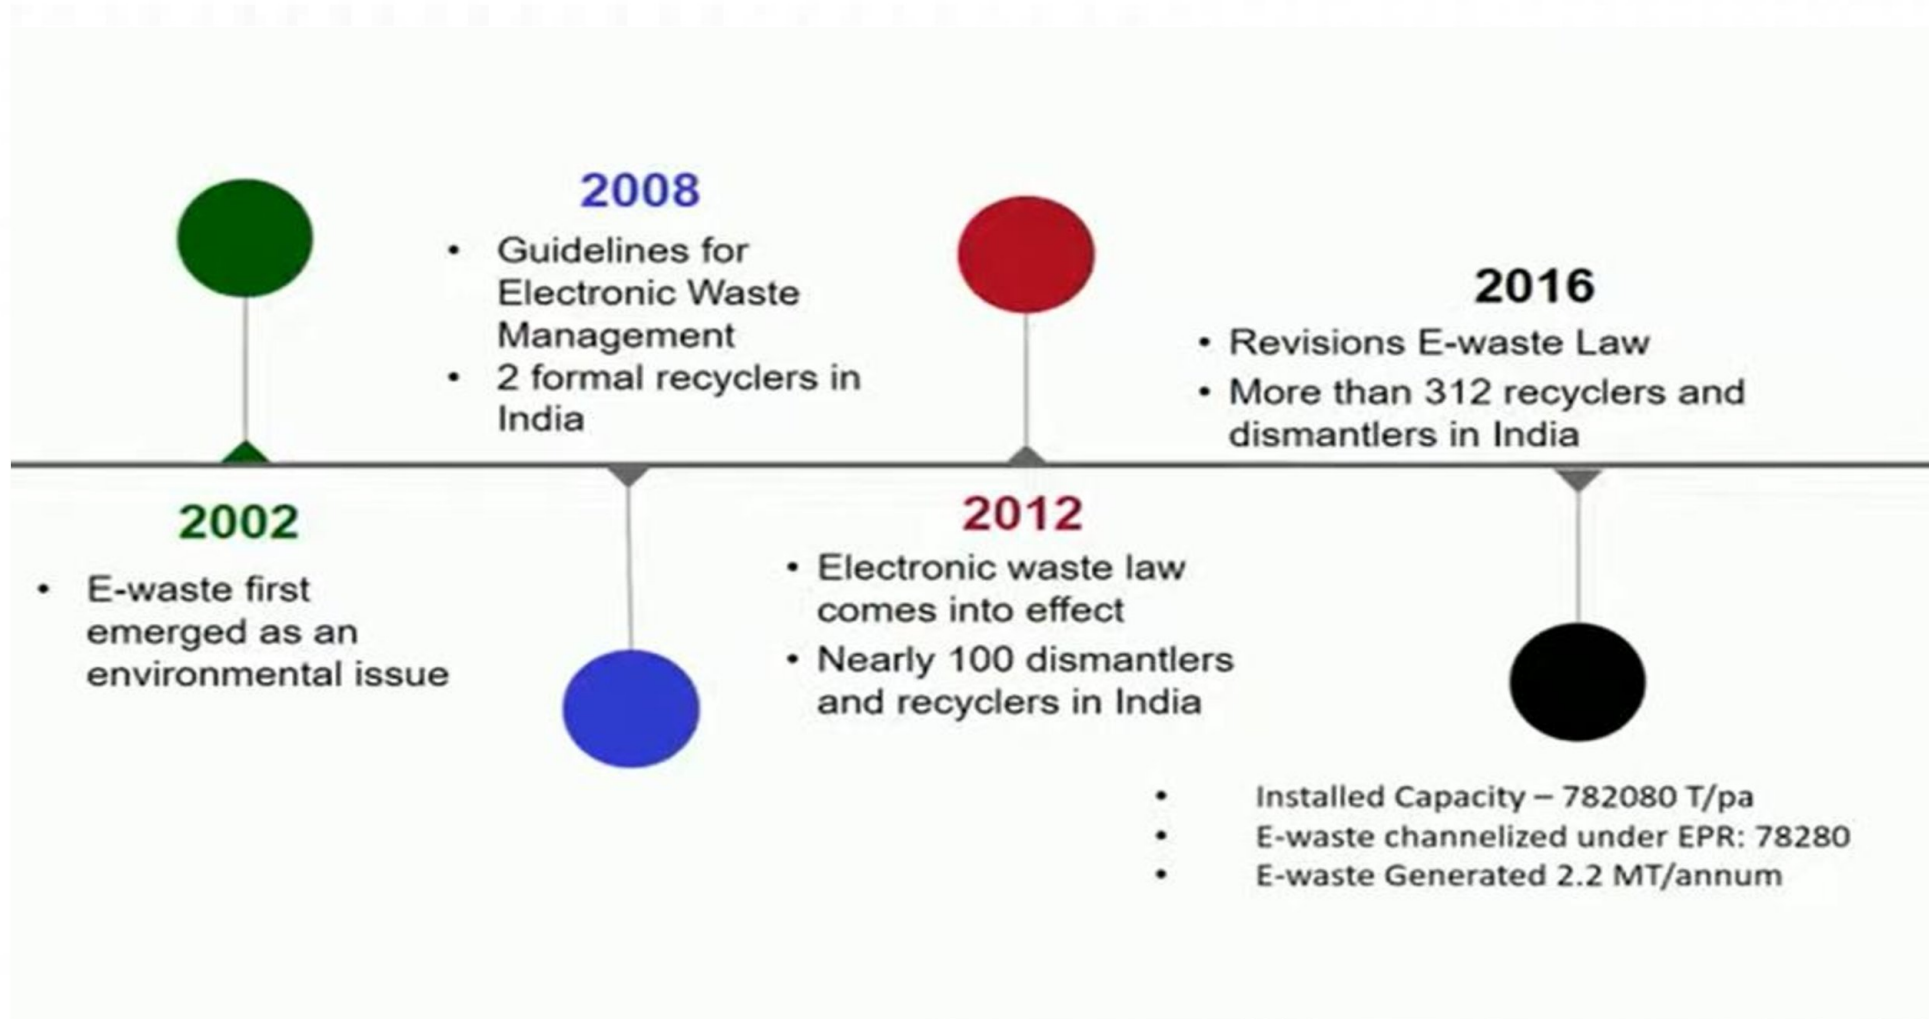 2002
• E-waste first
emerged as an
environmental issue
2008
• Guidelines for
Electronic Waste
Management
• 2 formal recyclers in
India
2012
• Electronic waste law
comes into effect
• Nearly 100 dismantlers
and recyclers in India
2016
• Revisions E-waste Law
• More than 312 recyclers and
dismantlers in India
• Installed Capacity – 782080 T/pa
• E-waste channelized under EPR: 78280
• E-waste Generated 2.2 MT/annum